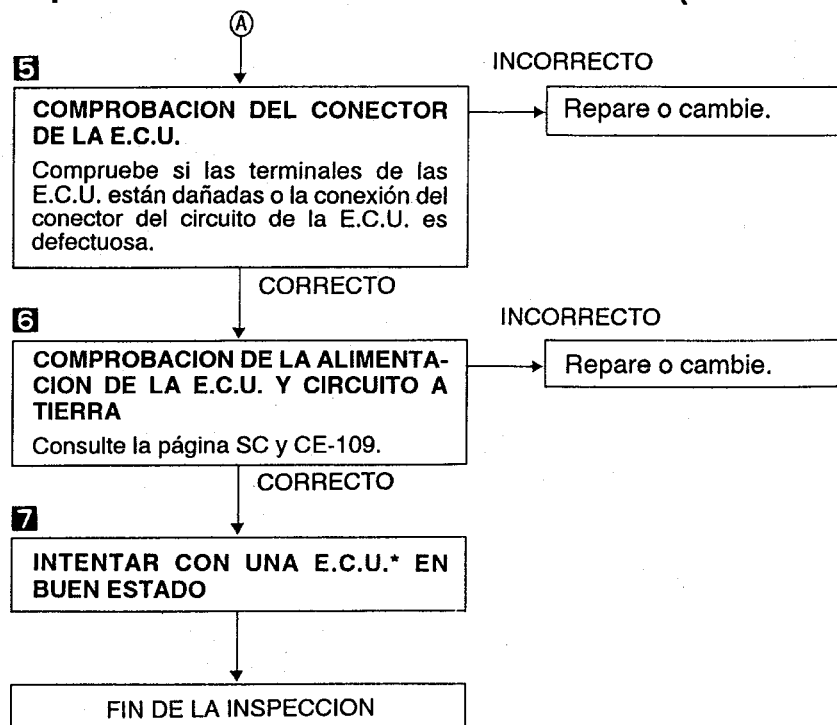 A
5
INCORRECTO
COMPROBACION DEL CONECTOR
DE LA E.C.U.
Compruebe si las terminales de las
E.C.U. están dañadas o la conexión del
conector del circuito de la E.C.U. es
defectuosa.
Repare o cambie.
CORRECTO
6
INCORRECTO
COMPROBACION DE LA ALIMENTA-
CION DE LA E.C.U. Y CIRCUITO A
TIERRA
Consulte la página SC y CE-109.
Repare o cambie.
CORRECTO
7
INTENTAR CON UNA E.C.U.* EN
BUEN ESTADO
FIN DE LA INSPECCION